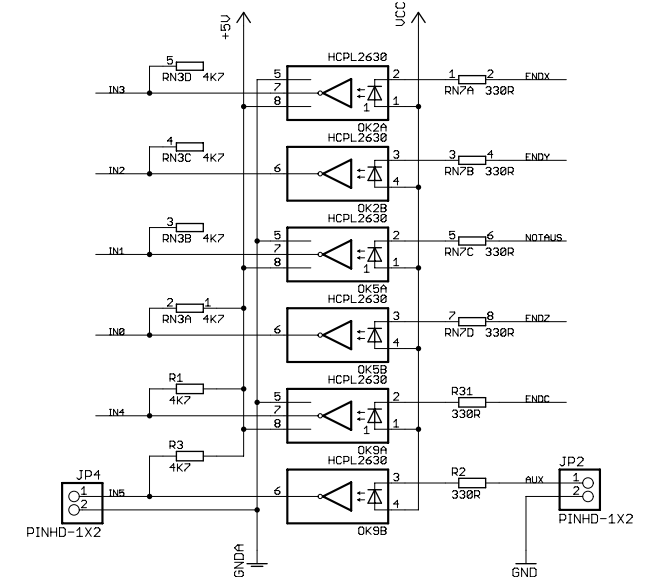 +5V VCC
HCPL2630
5 5 2 1 2 ENDX
RN3D 4K7 7 RN7A 330R
IN3 8 1 1
OK2A
HCPL2630
4 3 3 4 ENDY
RN3C 4K7 RN7B 330R
IN2 6 4
OK2B
HCPL2630
3 5 2 5 6 NOTAUS
RN3B 4K7 7 RN7C 330R
IN1 8 1 1
OK5A
HCPL2630
2 1 3 7 8 ENDZ
RN3A 4K7 RN7D 330R
IN0 6 4
OK5B
HCPL2630
R1 5 2 R31 ENDC
4K7 7 330R
IN4 8 1 1
OK9A
HCPL2630
R3 3 R2 AUX JP2
4K7 330R 1
JP4 2
1 IN5 6 4
2
PINHD-1X2 OK9B PINHD-1X2
GNDA GND